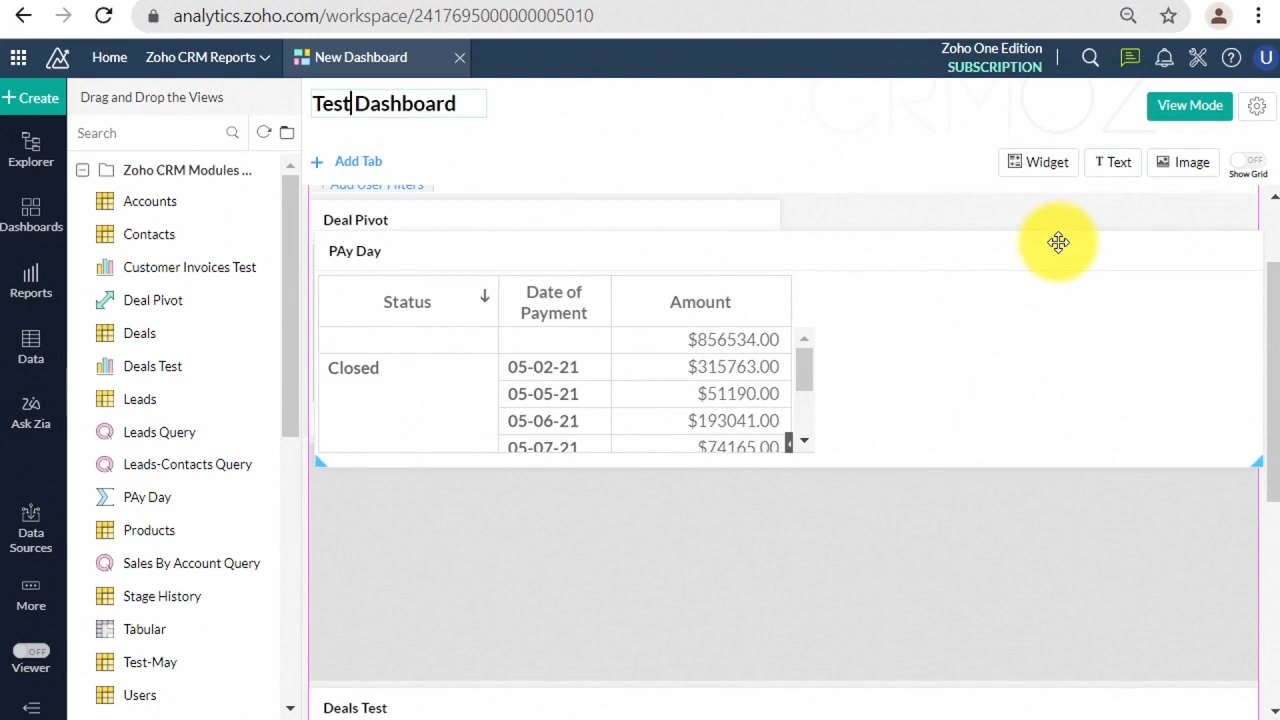 analytics.zoho.com/workspace/2417695000000005010
Home
Zoho CRM Reports
New Dashboard
Zoho One Edition
SUBSCRIPTION
U
+ Create
Drag and Drop the Views
Test Dashboard
View Mode
Search
Explorer
+ Add Tab
Widget
T Text
Image
OFF
Show Grid
Zoho CRM Modules ...
+ Add User Filters
Accounts
Contacts
Customer Invoices Test
Deal Pivot
Deals
Deals Test
Leads
Leads Query
Leads-Contacts Query
PAy Day
Products
Sales By Account Query
Stage History
Tabular
Test-May
Users
Dashboards
Reports
Data
Ask Zia
Data
Sources
More
OFF
Viewer
Deal Pivot
PAy Day
Status
Date of
Payment
Amount
$856534.00
Closed
05-02-21
$315763.00
05-05-21
$51190.00
05-06-21
$193041.00
05-07-21
$74165.00
Deals Test
CRMOZ